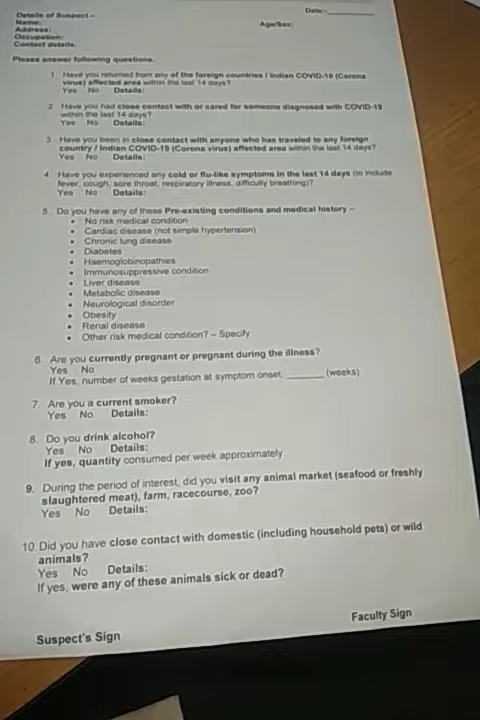 Date:-
Details of Suspect –
Name:
Age/Sex:
Address:
Occupation:
Contact details:
Please answer following questions.
1 Have you returned from any of the foreign countries / Indian COVID-19 (Corona
virus) affected area within the last 14 days?
Yes No Details:
2 Have you had close contact with or cared for someone diagnosed with COVID-19
within the last 14 days?
Yes No Details:
3 Have you been in close contact with anyone who has traveled to any foreign
country / Indian COVID-19 (Corona virus) affected area within the last 14 days?
Yes No Details:
4 Have you experienced any cold or flu-like symptoms in the last 14 days (to include
fever, cough, sore throat, respiratory illness, difficulty breathing)?
Yes No Details:
5. Do you have any of these Pre-existing conditions and medical history –
• No risk medical condition
• Cardiac disease (not simple hypertension)
• Chronic lung disease
• Diabetes
• Haemoglobinopathies
• Immunosuppressive condition
• Liver disease
• Metabolic disease
• Neurological disorder
• Obesity
• Renal disease
• Other risk medical condition? – Specify
6. Are you currently pregnant or pregnant during the illness?
Yes No
If Yes, number of weeks gestation at symptom onset ______ (weeks)
7. Are you a current smoker?
Yes No Details:
8. Do you drink alcohol?
Yes No Details:
If yes, quantity consumed per week approximately
9. During the period of interest, did you visit any animal market (seafood or freshly
slaughtered meat), farm, racecourse, zoo?
Yes No Details:
10. Did you have close contact with domestic (including household pets) or wild
animals?
Yes No Details:
If yes, were any of these animals sick or dead?
Faculty Sign
Suspect's Sign